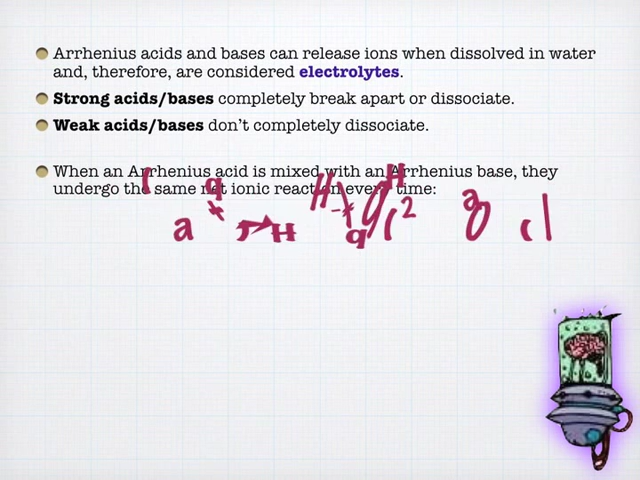 Arrhenius acids and bases can release ions when dissolved in water
and, therefore, are considered electrolytes.
Strong acids/bases completely break apart or dissociate.
Weak acids/bases don't completely dissociate.
When an Arrhenius acid is mixed with an Arrhenius base, they
undergo the same net ionic reaction every time: